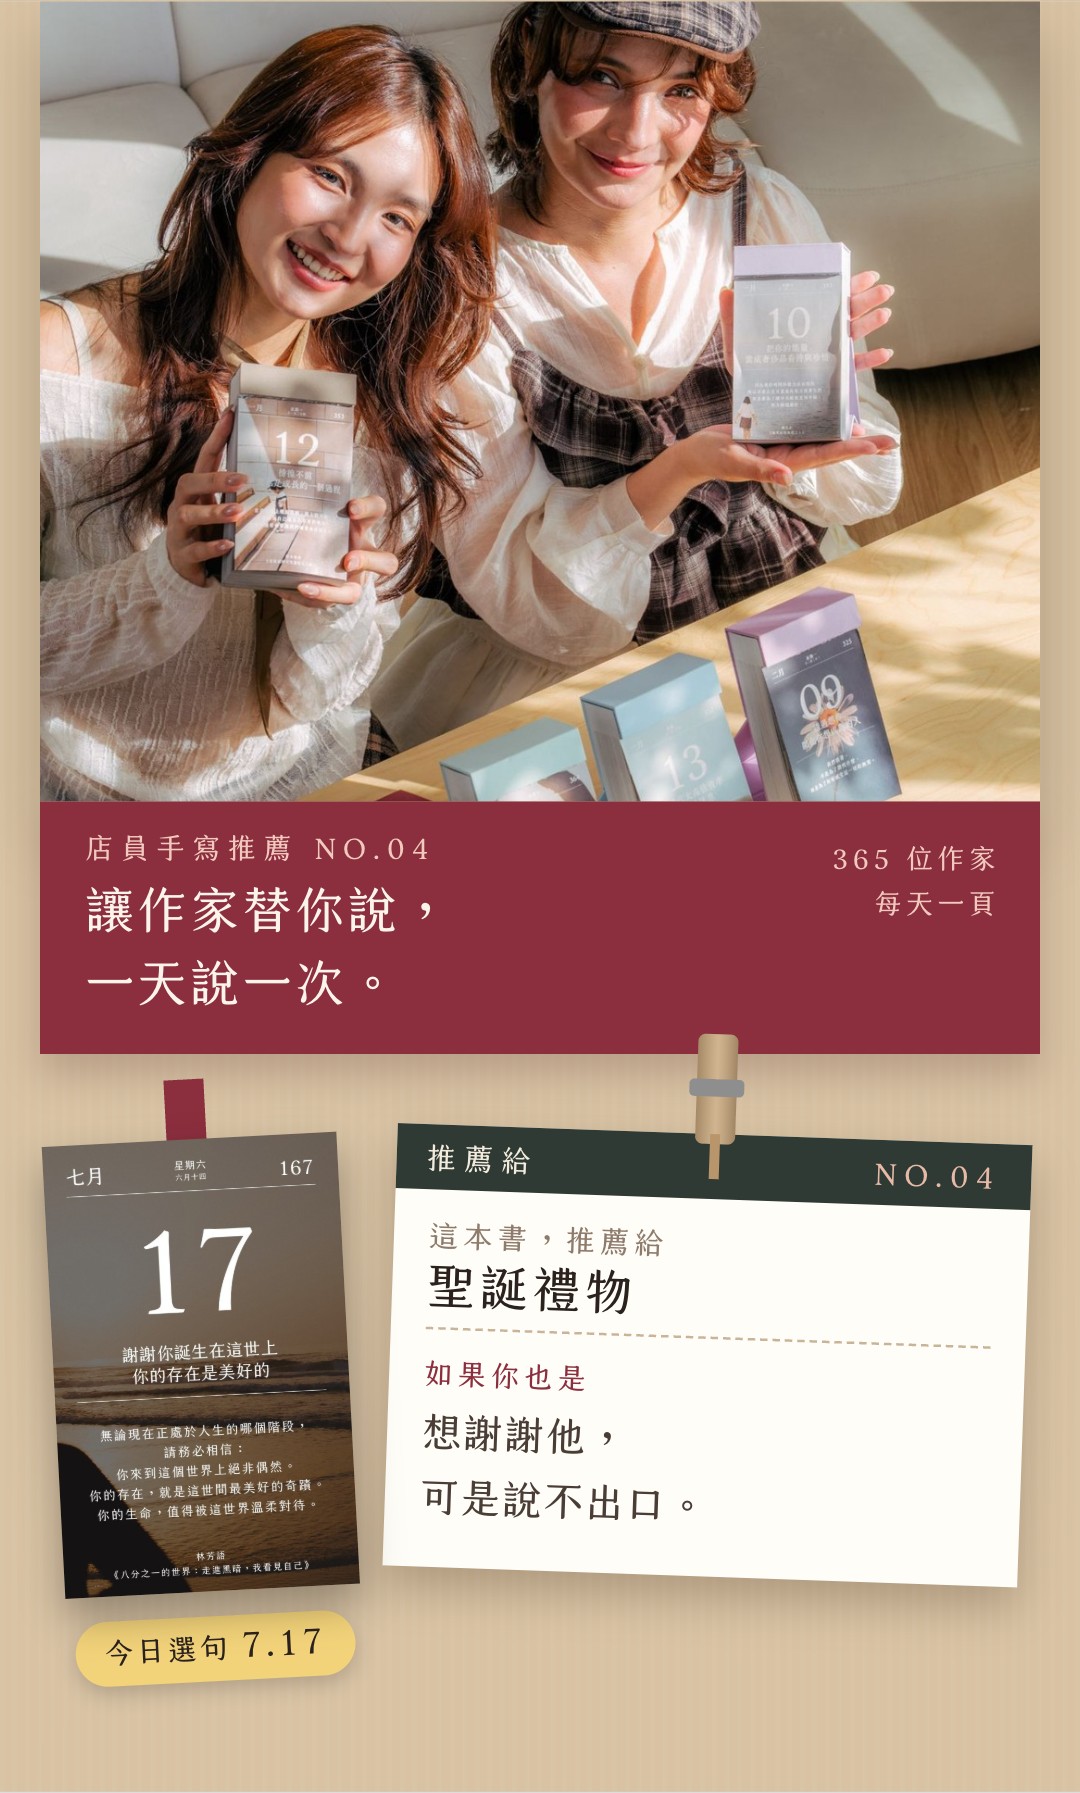 12
10
13
09
店員手寫推薦 NO.04
讓作家替你說，
一天說一次。
365 位作家
每天一頁
七月
星期六
六月十四
167
17
謝謝你誕生在這世上
你的存在是美好的
無論現在正處於人生的哪個階段，
請務必相信：
你來到這個世界上絕非偶然。
你的存在，就是這世間最美好的奇蹟。
你的生命，值得被這世界溫柔對待。
林芳語
《八分之一的世界：走進黑暗，我看見自己》
今日選句 7.17
推薦給
NO.04
這本書，推薦給
聖誕禮物
如果你也是
想謝謝他，
可是說不出口。